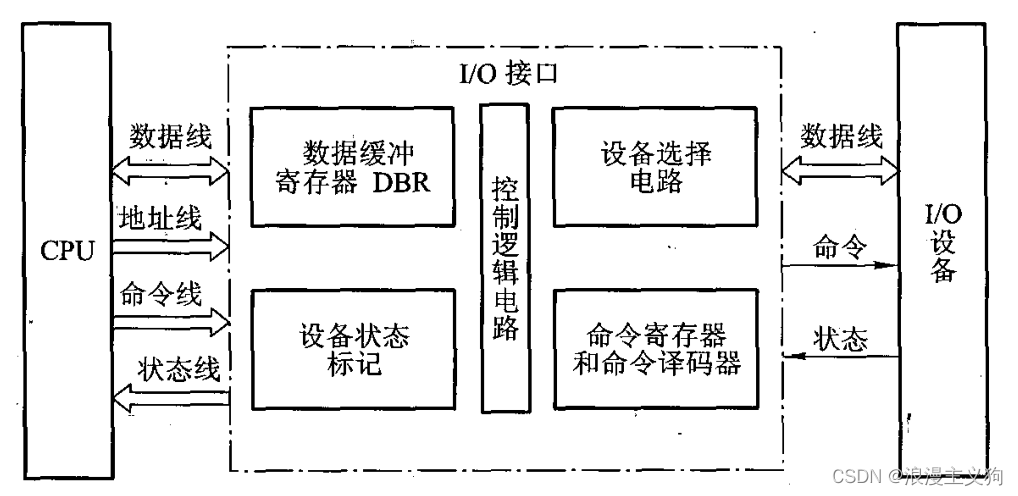 I/O 接口
CPU
数据线
地址线
命令线
状态线
数据缓冲
寄存器 DBR
设备状态
标记
控制逻辑电路
设备选择
电路
命令寄存器
和命令译码器
数据线
命令
状态
I/O
设备
CSDN @浪漫主义狗